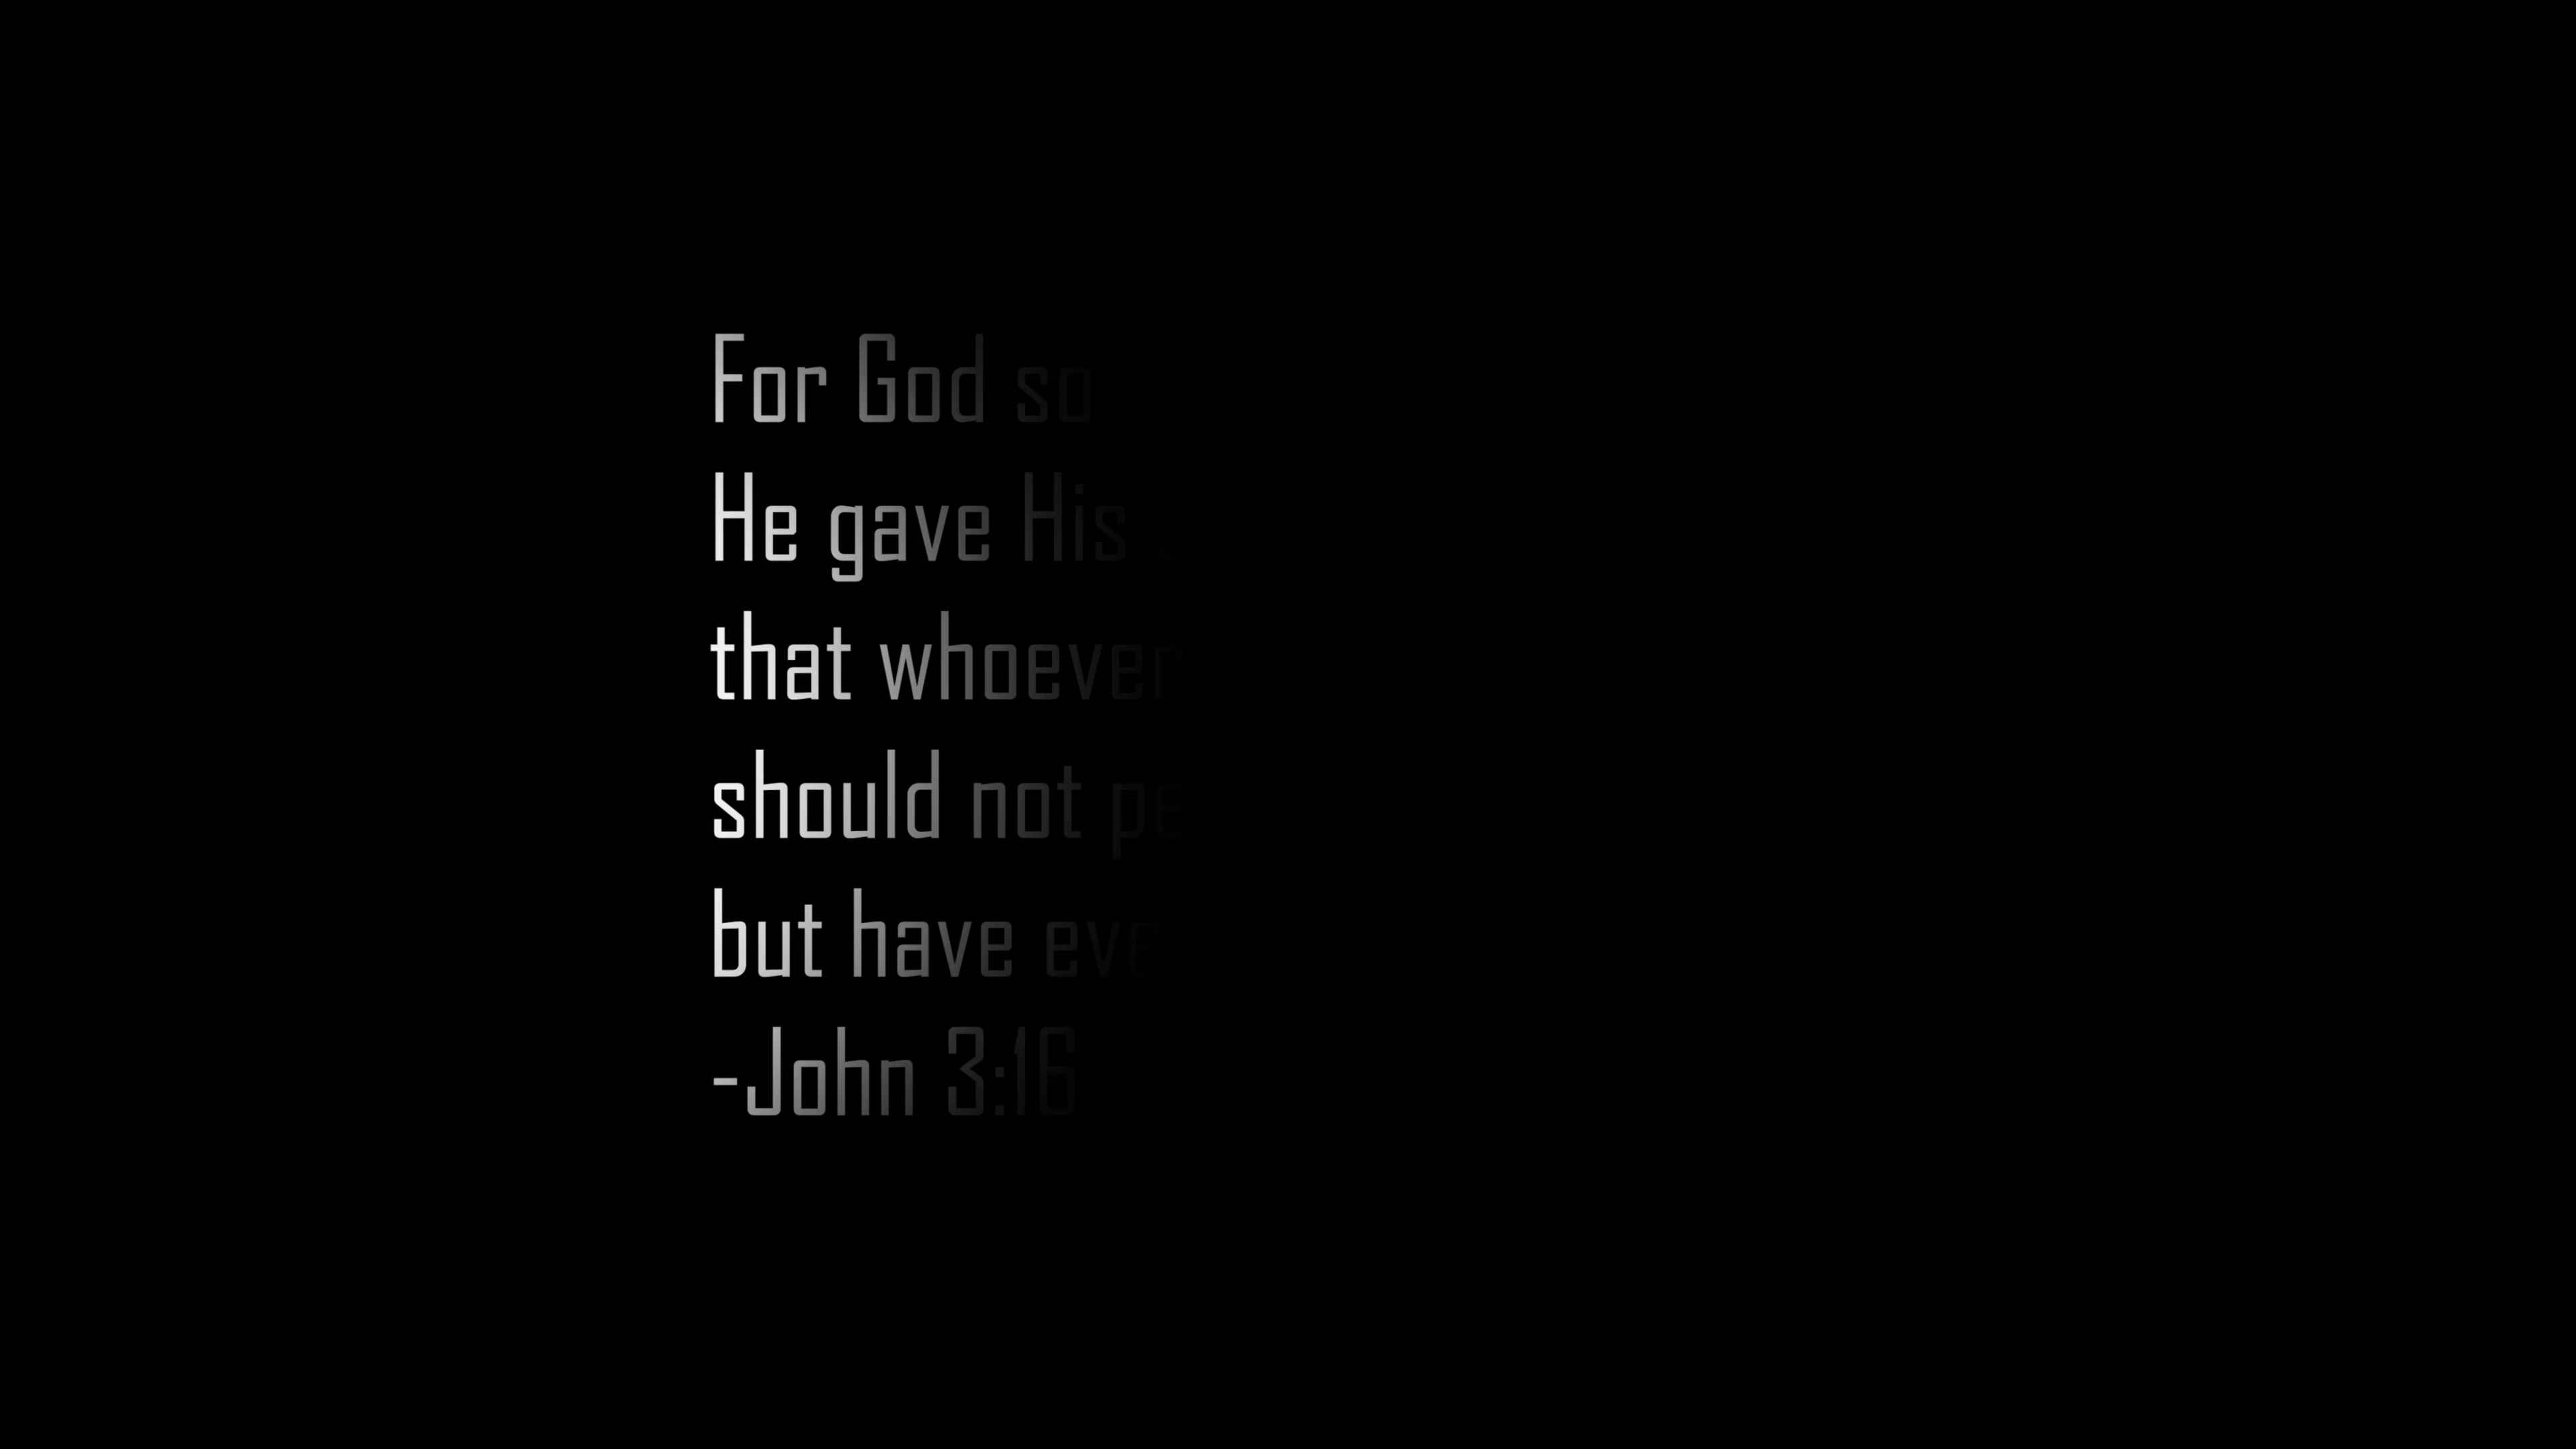 For God so
He gave His
that whoever
should not
but have
-John 3:16